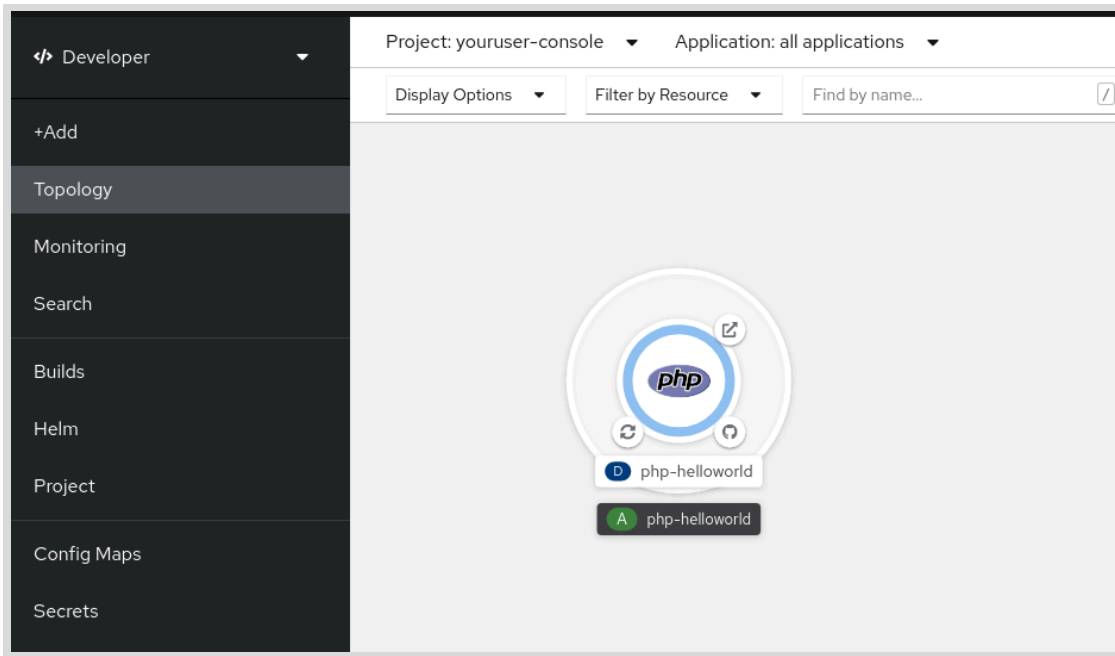 </> Developer
Project: youruser-console
Application: all applications
Display Options
Filter by Resource
Find by name...
/
+Add
Topology
Monitoring
Search
Builds
Helm
Project
Config Maps
Secrets
php
D php-helloworld
A php-helloworld